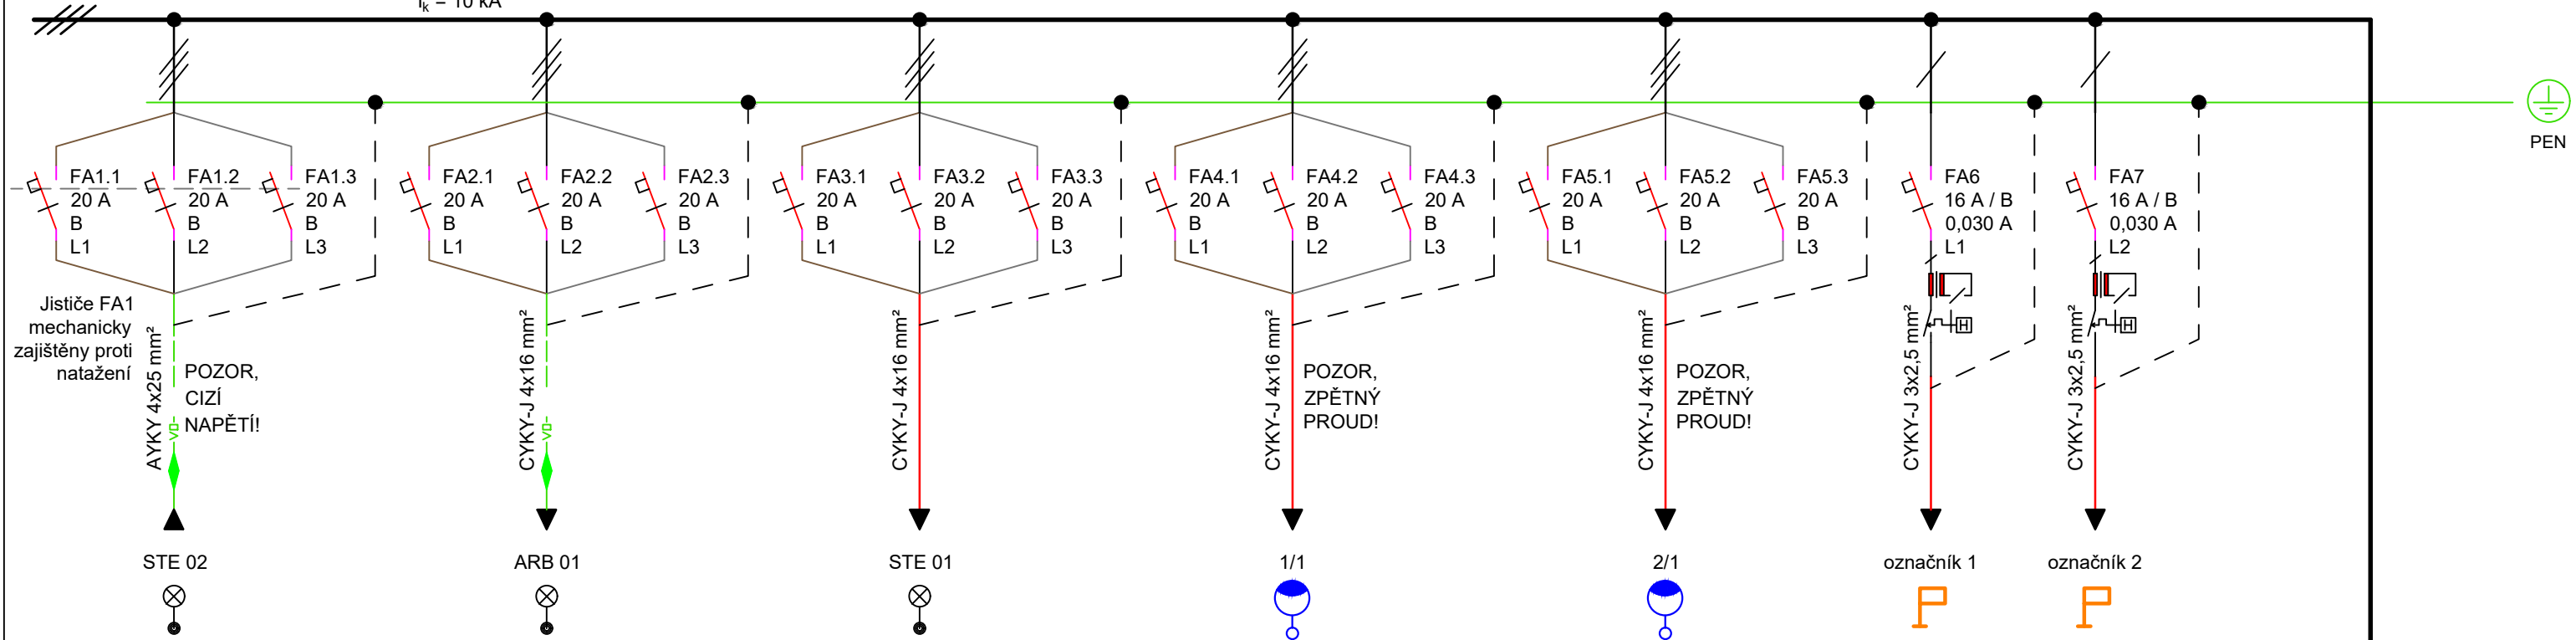 Ik = 10 kA
PEN
FA1.1
20 A
B
L1
FA1.2
20 A
B
L2
FA1.3
20 A
B
L3
FA2.1
20 A
B
L1
FA2.2
20 A
B
L2
FA2.3
20 A
B
L3
FA3.1
20 A
B
L1
FA3.2
20 A
B
L2
FA3.3
20 A
B
L3
FA4.1
20 A
B
L1
FA4.2
20 A
B
L2
FA4.3
20 A
B
L3
FA5.1
20 A
B
L1
FA5.2
20 A
B
L2
FA5.3
20 A
B
L3
FA6
16 A / B
0,030 A
L1
FA7
16 A / B
0,030 A
L2
Jističe FA1
mechanicky
zajištěny proti
natažení
AYKY 4x25 mm²
POZOR,
CIZÍ
NAPĚTÍ!
CYKY-J 4x16 mm²
CYKY-J 4x16 mm²
CYKY-J 4x16 mm²
POZOR,
ZPĚTNÝ
PROUD!
CYKY-J 4x16 mm²
POZOR,
ZPĚTNÝ
PROUD!
CYKY-J 3x2,5 mm²
H
CYKY-J 3x2,5 mm²
H
STE 02
ARB 01
STE 01
1/1
2/1
označník 1
označník 2